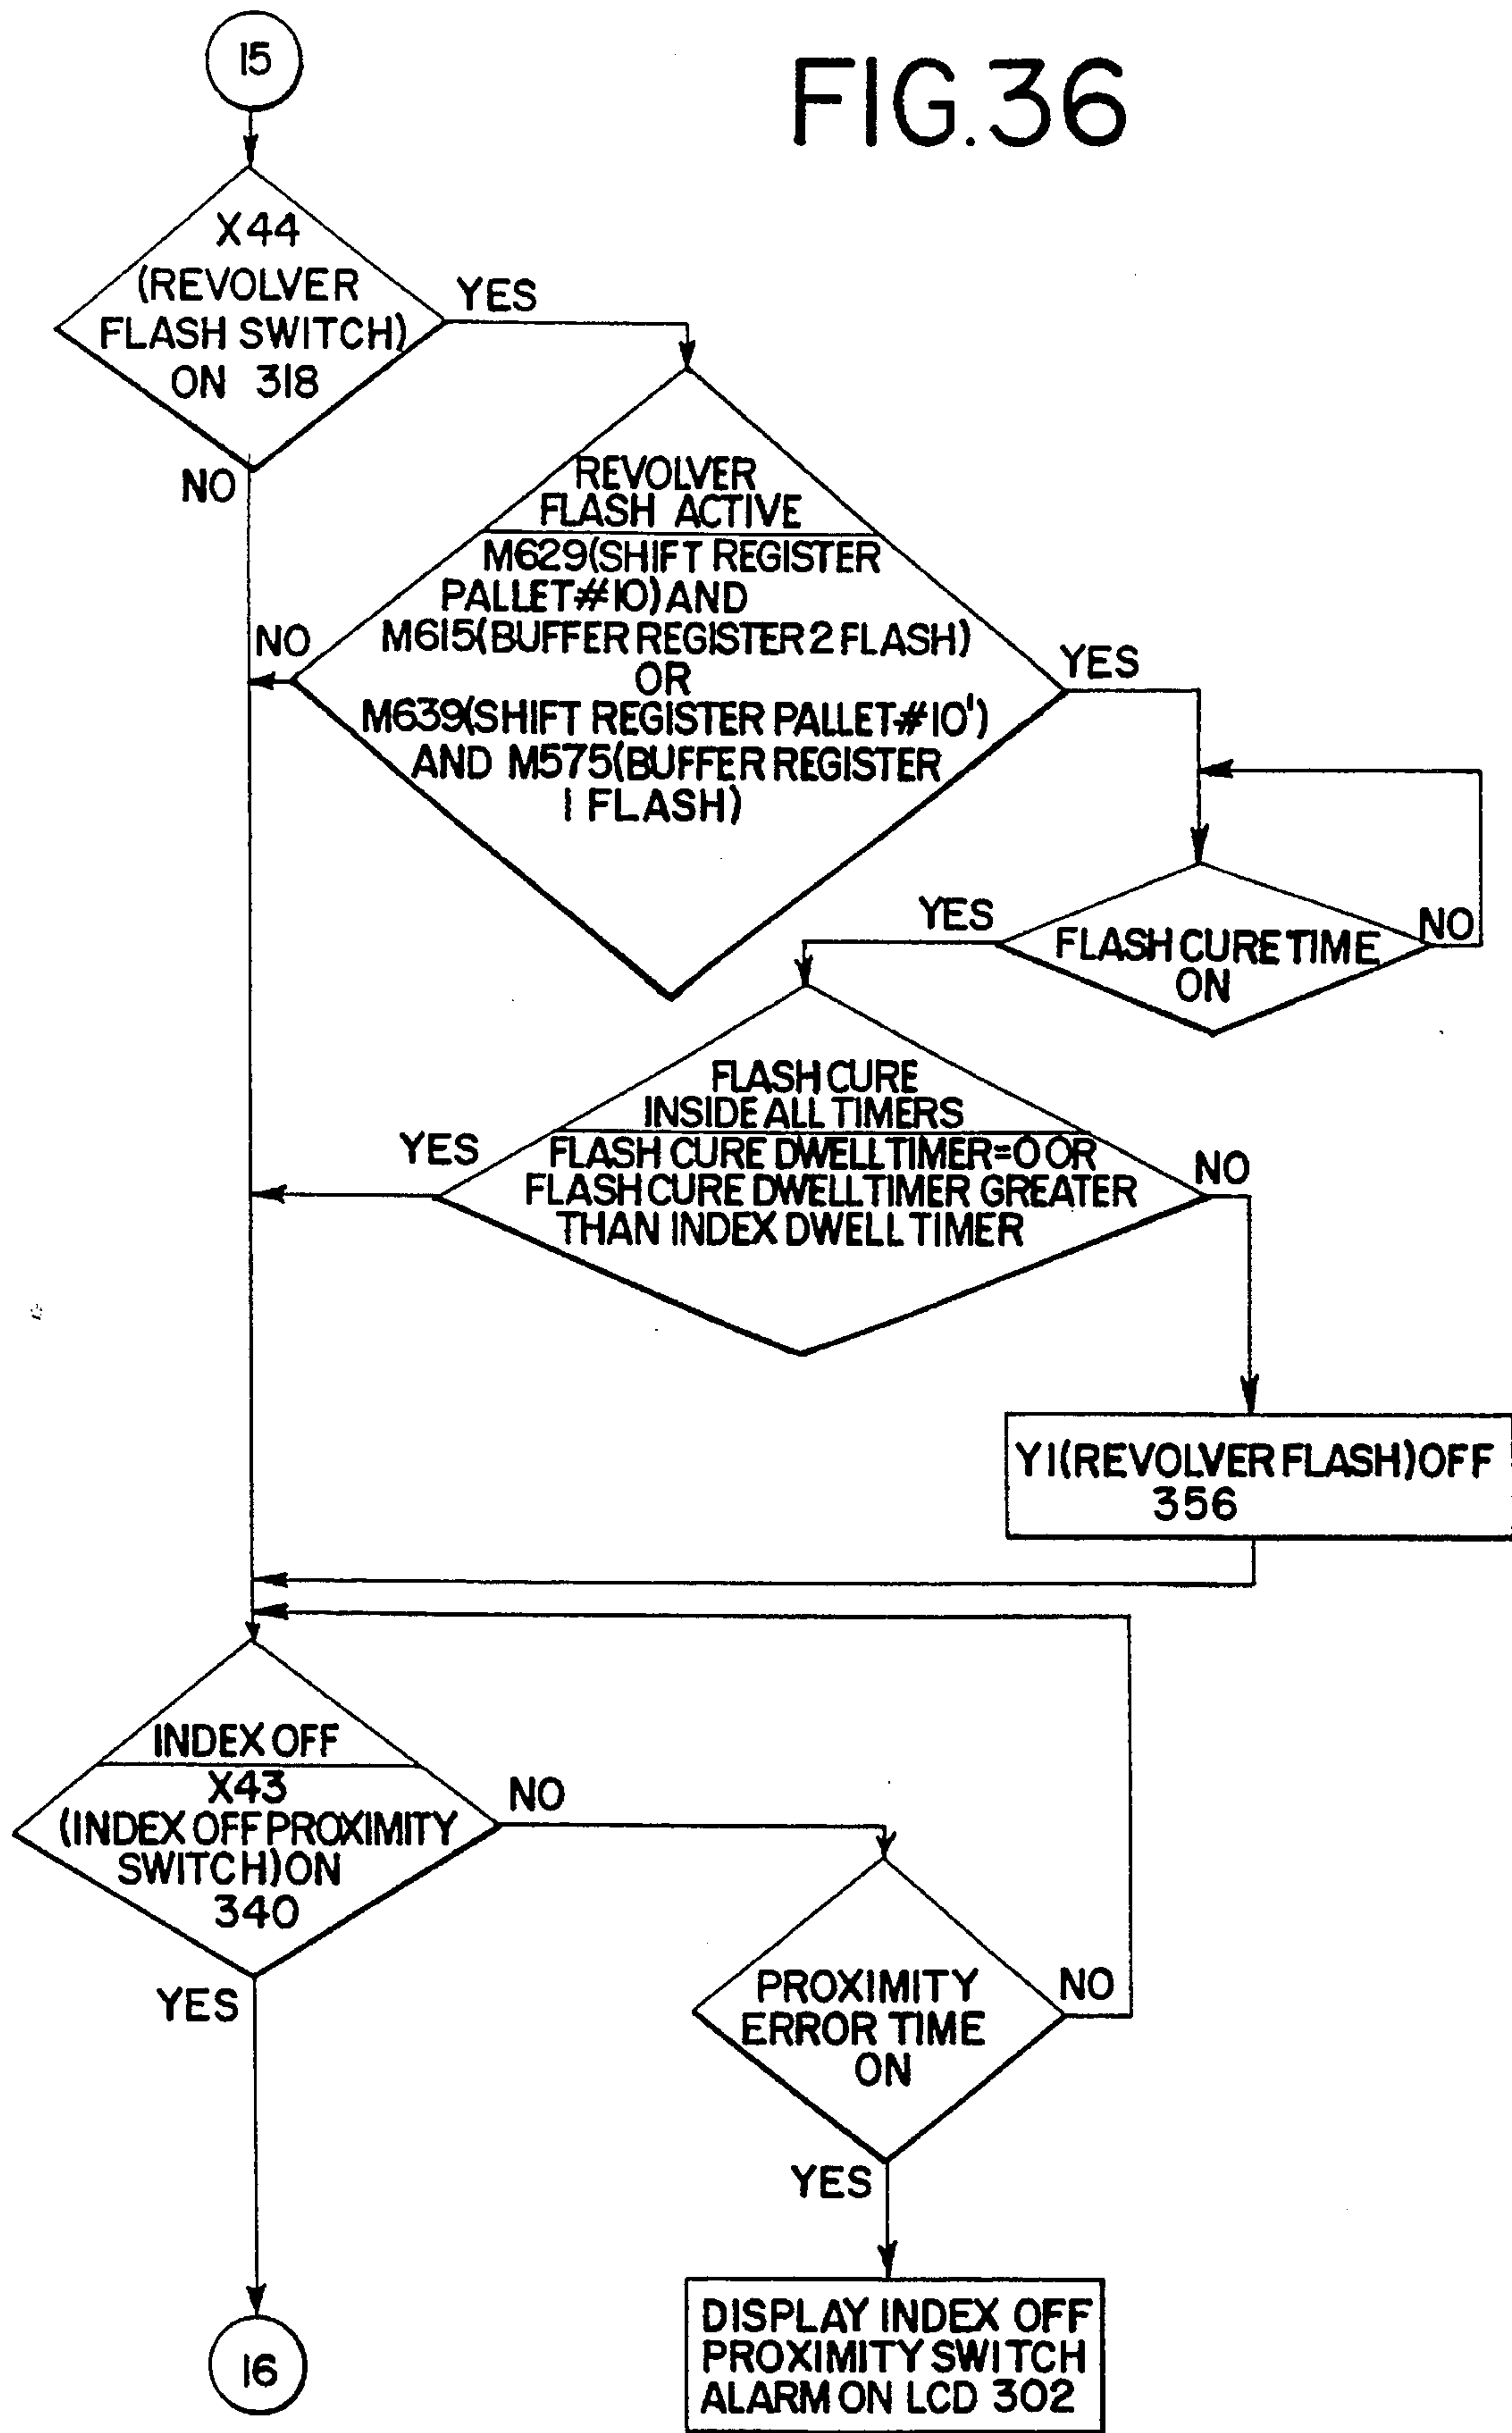 FIG.36
15
X44
(REVOLVER
FLASH SWITCH)
ON 318
YES
NO
REVOLVER
FLASH ACTIVE
M629(SHIFT REGISTER
PALLET#10)AND
M615(BUFFER REGISTER 2 FLASH)
OR
M639(SHIFT REGISTER PALLET#10')
AND M575(BUFFER REGISTER
1 FLASH)
NO
YES
FLASH CURE TIME
ON
YES
NO
FLASH CURE
INSIDE ALL TIMERS
FLASH CURE DWELL TIMER=0 OR
FLASH CURE DWELL TIMER GREATER
THAN INDEX DWELL TIMER
YES
NO
Y1(REVOLVER FLASH)OFF
356
INDEX OFF
X43
(INDEX OFF PROXIMITY
SWITCH)ON
340
NO
YES
PROXIMITY
ERROR TIME
ON
NO
YES
DISPLAY INDEX OFF
PROXIMITY SWITCH
ALARM ON LCD 302
16